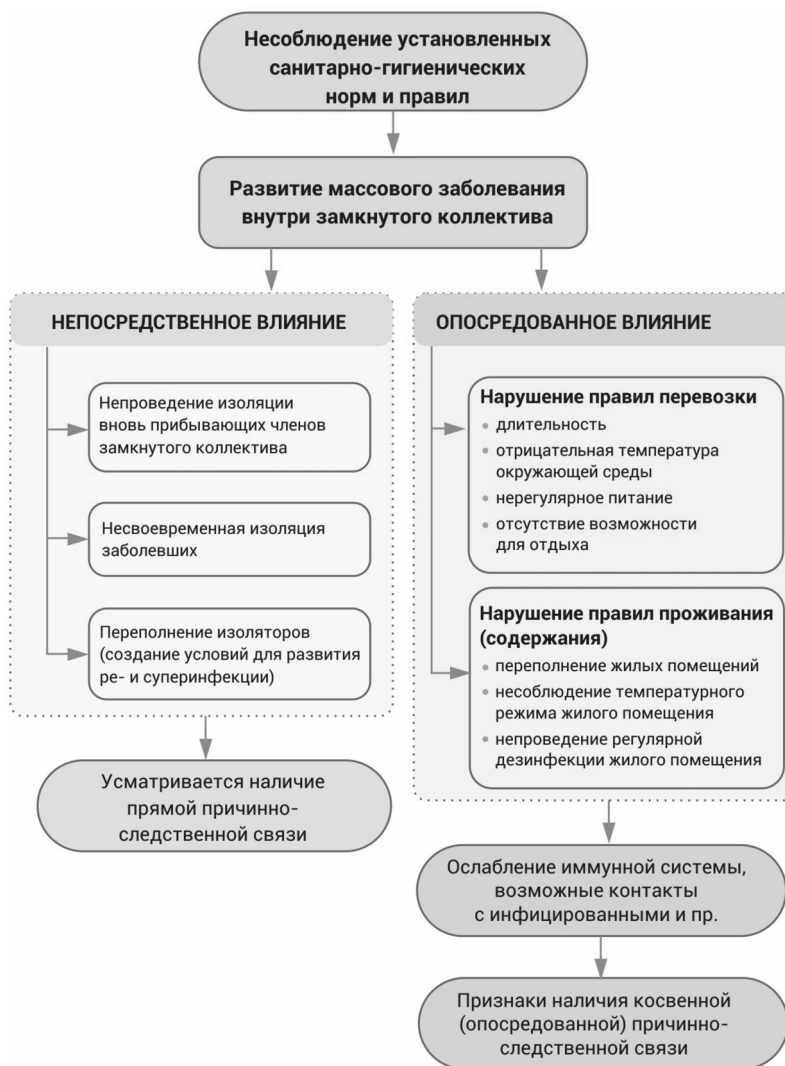 Несоблюдение установленных
санитарно-гигиенических
норм и правил
Развитие массового заболевания
внутри замкнутого коллектива
НЕПОСРЕДСТВЕННОЕ ВЛИЯНИЕ
Непроведение изоляции
вновь прибывающих членов
замкнутого коллектива
Несвоевременная изоляция
заболевших
Переполнение изоляторов
(создание условий для развития
ре- и суперинфекции)
Усматривается наличие
прямой причинно-
следственной связи
ОПОСРЕДОВАННОЕ ВЛИЯНИЕ
Нарушение правил перевозки
• длительность
• отрицательная температура
окружающей среды
• нерегулярное питание
• отсутствие возможности
для отдыха
Нарушение правил проживания
(содержания)
• переполнение жилых помещений
• несоблюдение температурного
режима жилого помещения
• непроведение регулярной
дезинфекции жилого помещения
Ослабление иммунной системы,
возможные контакты
с инфицированными и пр.
Признаки наличия косвенной
(опосредованной) причинно-
следственной связи